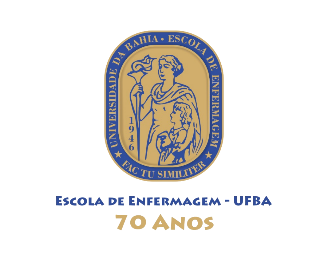 UNIVERSIDADE DA BAHIA - ESCOLA DE ENFERMAGEM
1946
★ FAC TU SIMILITER ★
ESCOLA DE ENFERMAGEM - UFBA
70 ANOS